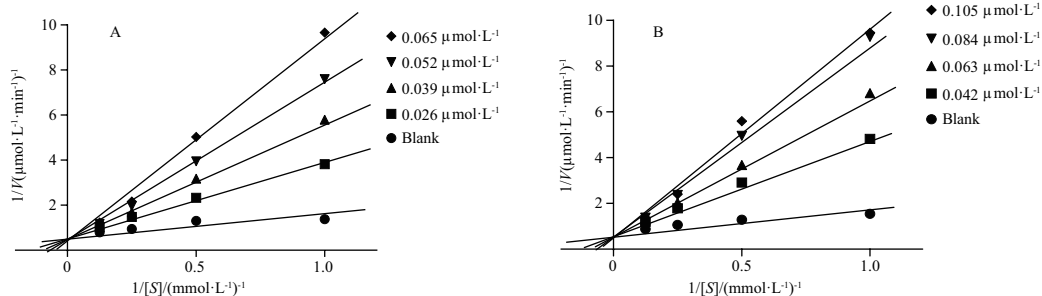 A
10
8
6
4
2
0
0.5
1.0
1/V(μmol·L-1·min-1)-1
1/[S]/(mmol·L-1)-1
0.065 μmol·L-1
0.052 μmol·L-1
0.039 μmol·L-1
0.026 μmol·L-1
Blank
B
10
8
6
4
2
0
0.5
1.0
1/V(μmol·L-1·min-1)-1
1/[S]/(mmol·L-1)-1
0.105 μmol·L-1
0.084 μmol·L-1
0.063 μmol·L-1
0.042 μmol·L-1
Blank